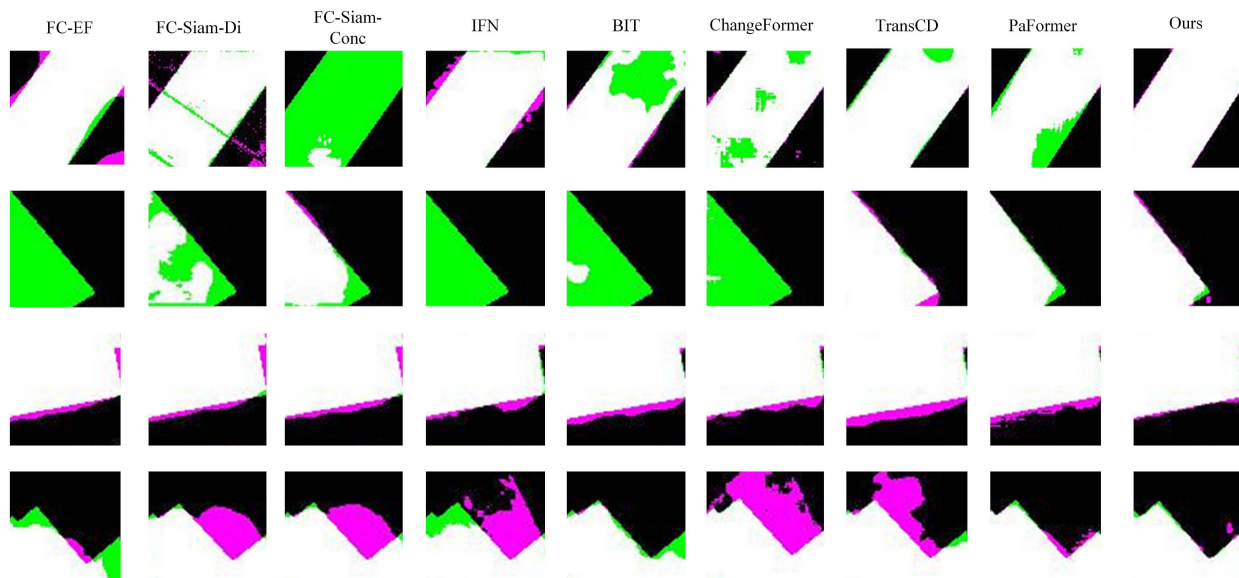 FC-EF
FC-Siam-Di
FC-Siam-
Conc
IFN
BIT
ChangeFormer
TransCD
PaFormer
Ours